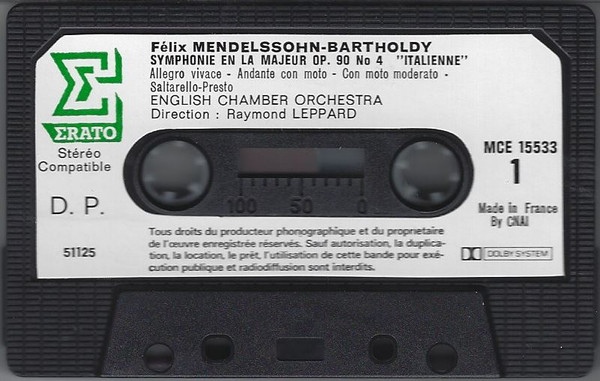 Félix MENDELSSOHN-BARTHOLDY
SYMPHONIE EN LA MAJEUR OP. 90 No 4 "ITALIENNE"
Allegro vivace - Andante con moto - Con moto moderato -
Saltarello-Presto
ENGLISH CHAMBER ORCHESTRA
Direction : Raymond LEPPARD
ΣRATO
Stéréo
Compatible
D. P.
51125
MCE 15533
1
Made in France
By CNAI
100 50 0
Tous droits du producteur phonographique et du proprietaire
de l'œuvre enregistrée réservés. Sauf autorisation, la duplica-
tion, la location, le prêt, l'utilisation de cette bande pour exé-
cution publique et radiodiffusion sont interdits.
DOLBY SYSTEM